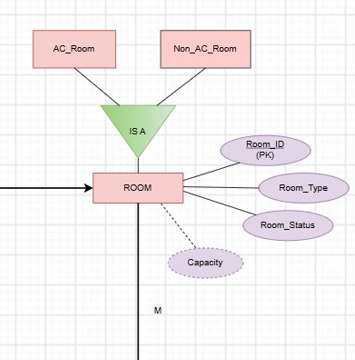 AC_Room
Non_AC_Room
IS A
Room_ID
(PK)
ROOM
Room_Type
Room_Status
Capacity
M